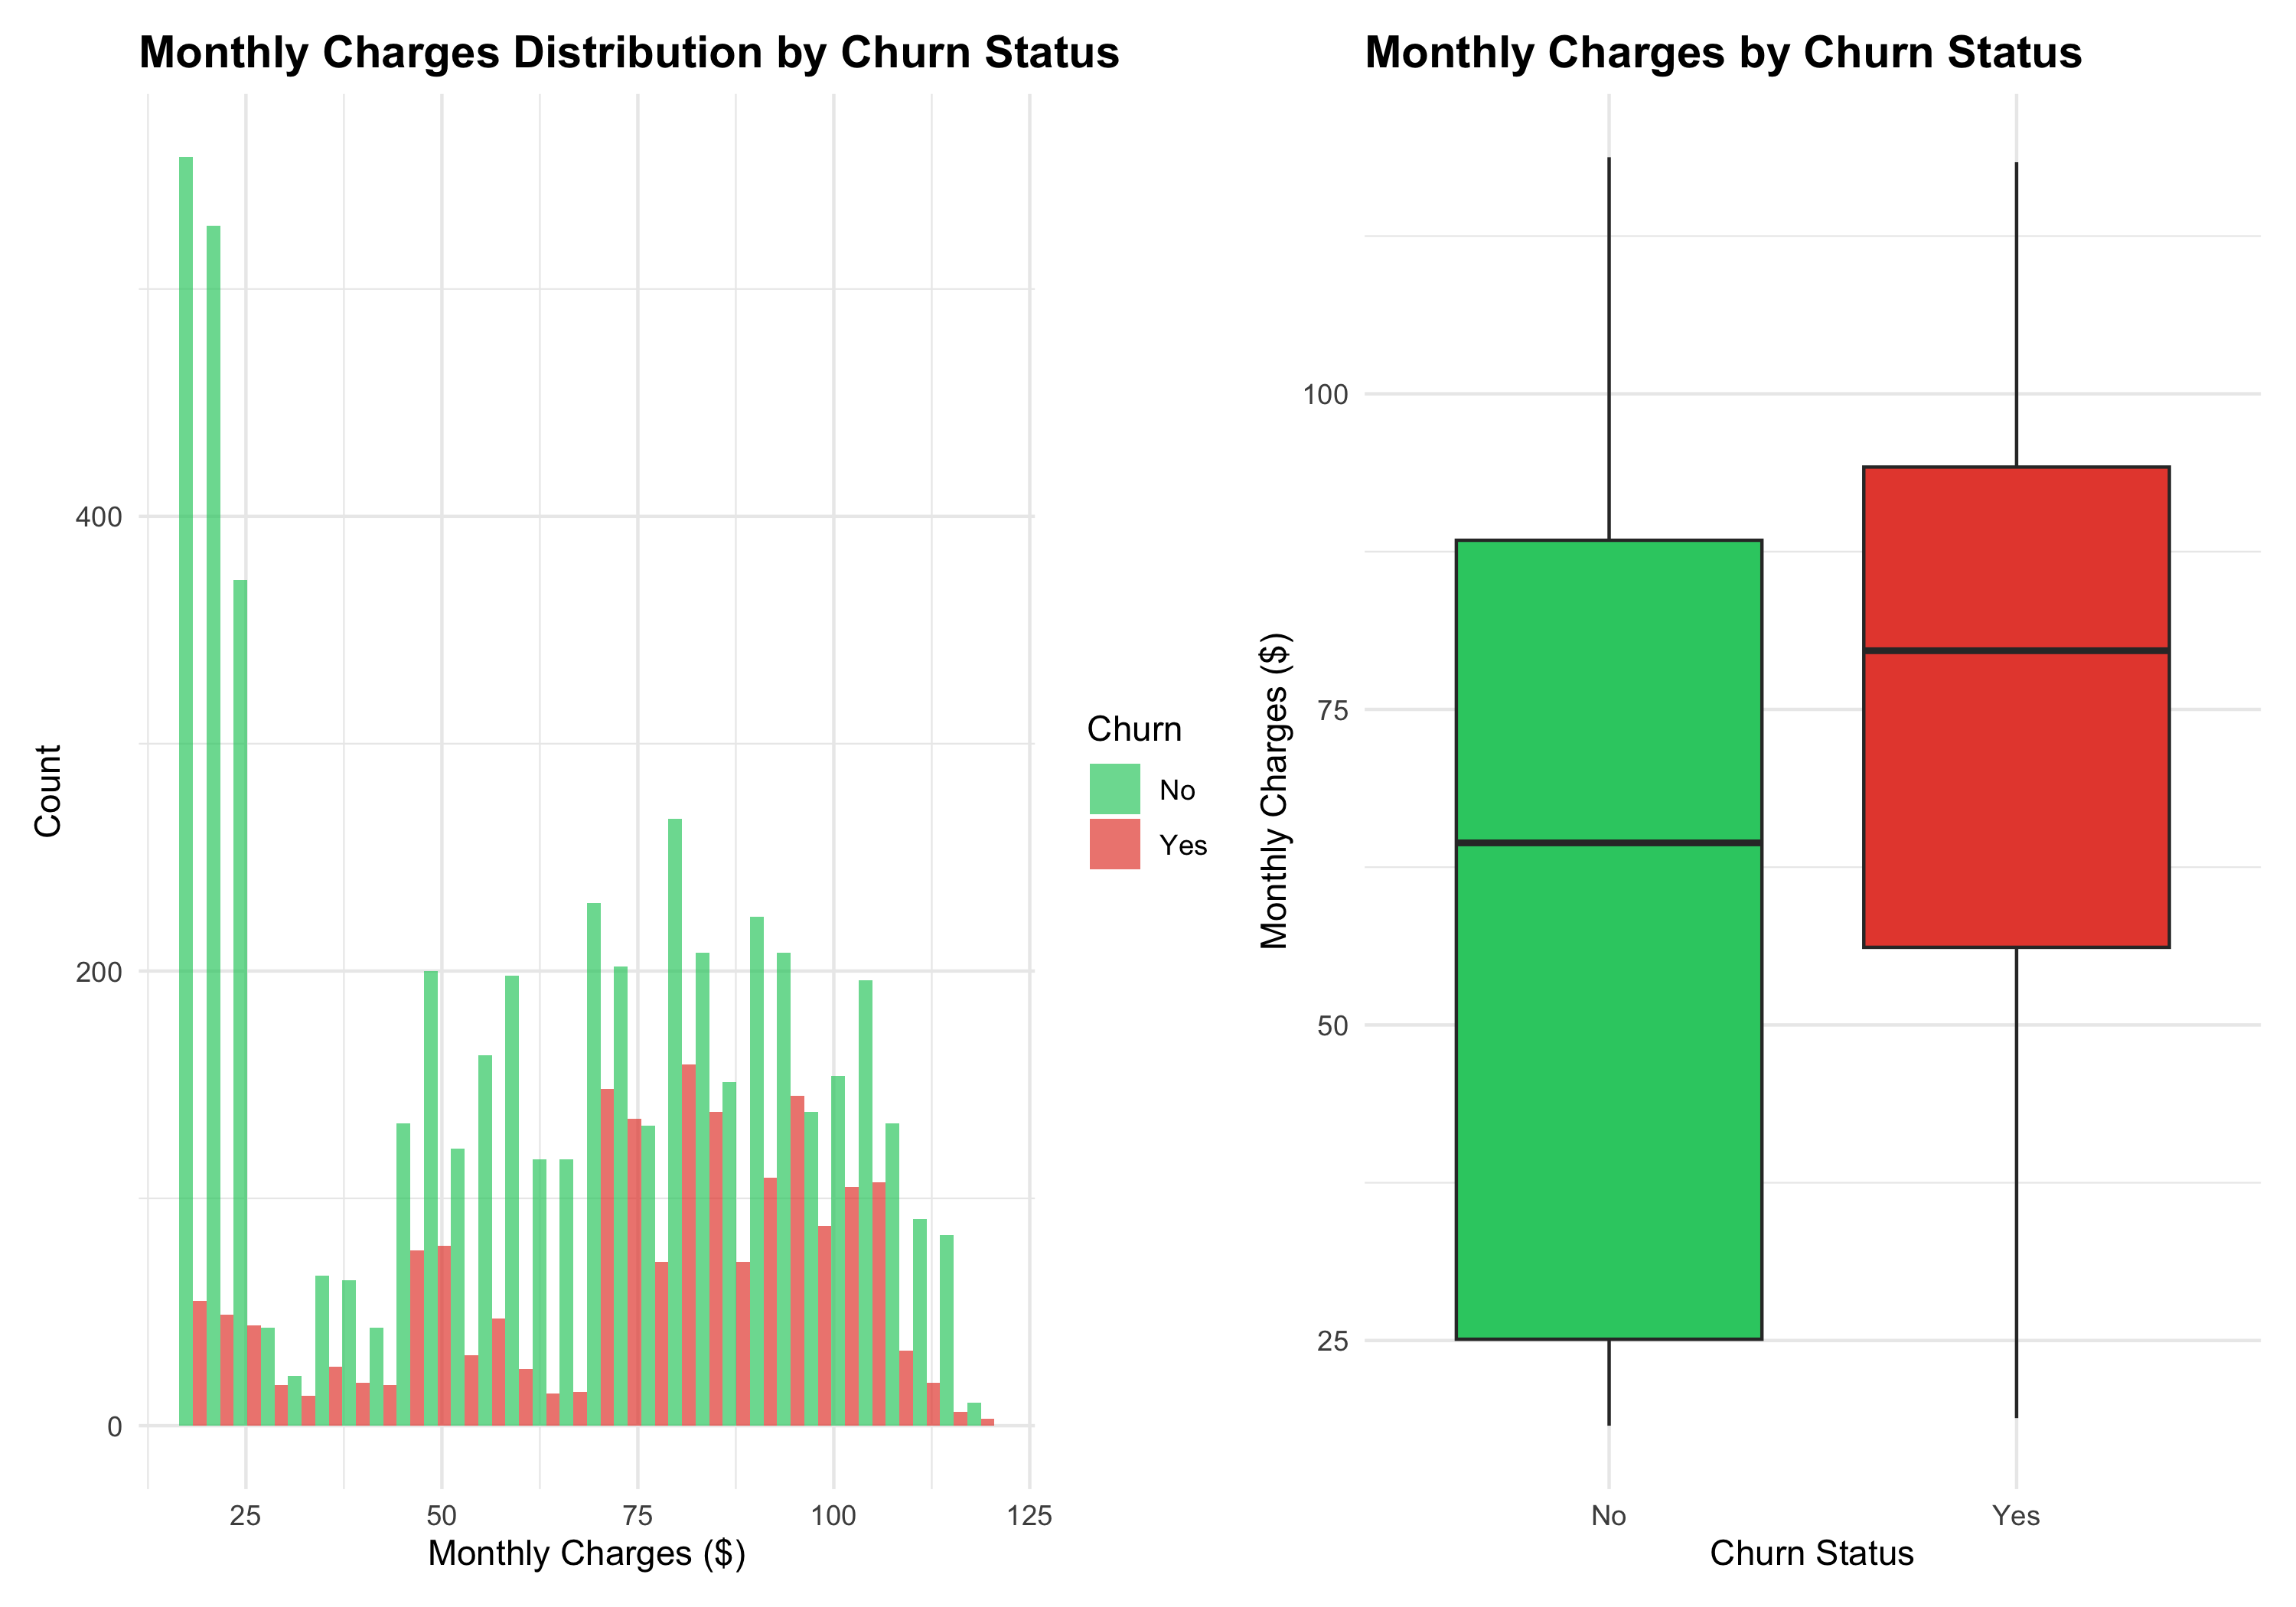 Monthly Charges Distribution by Churn Status
Count
400
200
0
25 50 75 100 125
Monthly Charges ($)
Churn
No
Yes
Monthly Charges by Churn Status
Monthly Charges ($)
100
75
50
25
No Yes
Churn Status